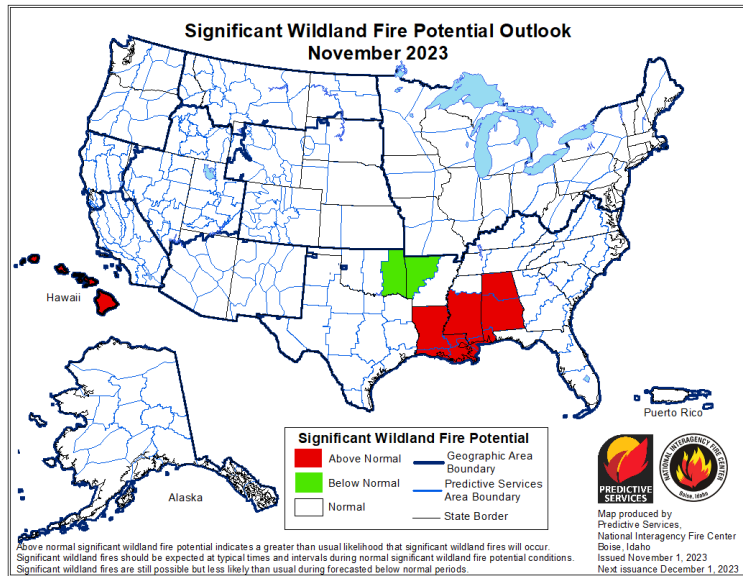 Significant Wildland Fire Potential Outlook
November 2023
Hawaii
Puerto Rico
Alaska
Significant Wildland Fire Potential
Above Normal
Below Normal
Normal
Geographic Area
Boundary
Predictive Services
Area Boundary
State Border
PREDICTIVE
SERVICES
NATIONAL INTERAGENCY FIRE CENTER
Boise, Idaho
Map produced by
Predictive Services,
National Interagency Fire Center
Boise, Idaho
Issued November 1, 2023
Next issuance December 1, 2023
Above normal significant wildland fire potential indicates a greater than usual likelihood that significant wildland fires will occur.
Significant wildland fires should be expected at typical times and intervals during normal significant wildland fire potential conditions.
Significant wildland fires are still possible but less likely than usual during forecasted below normal periods.